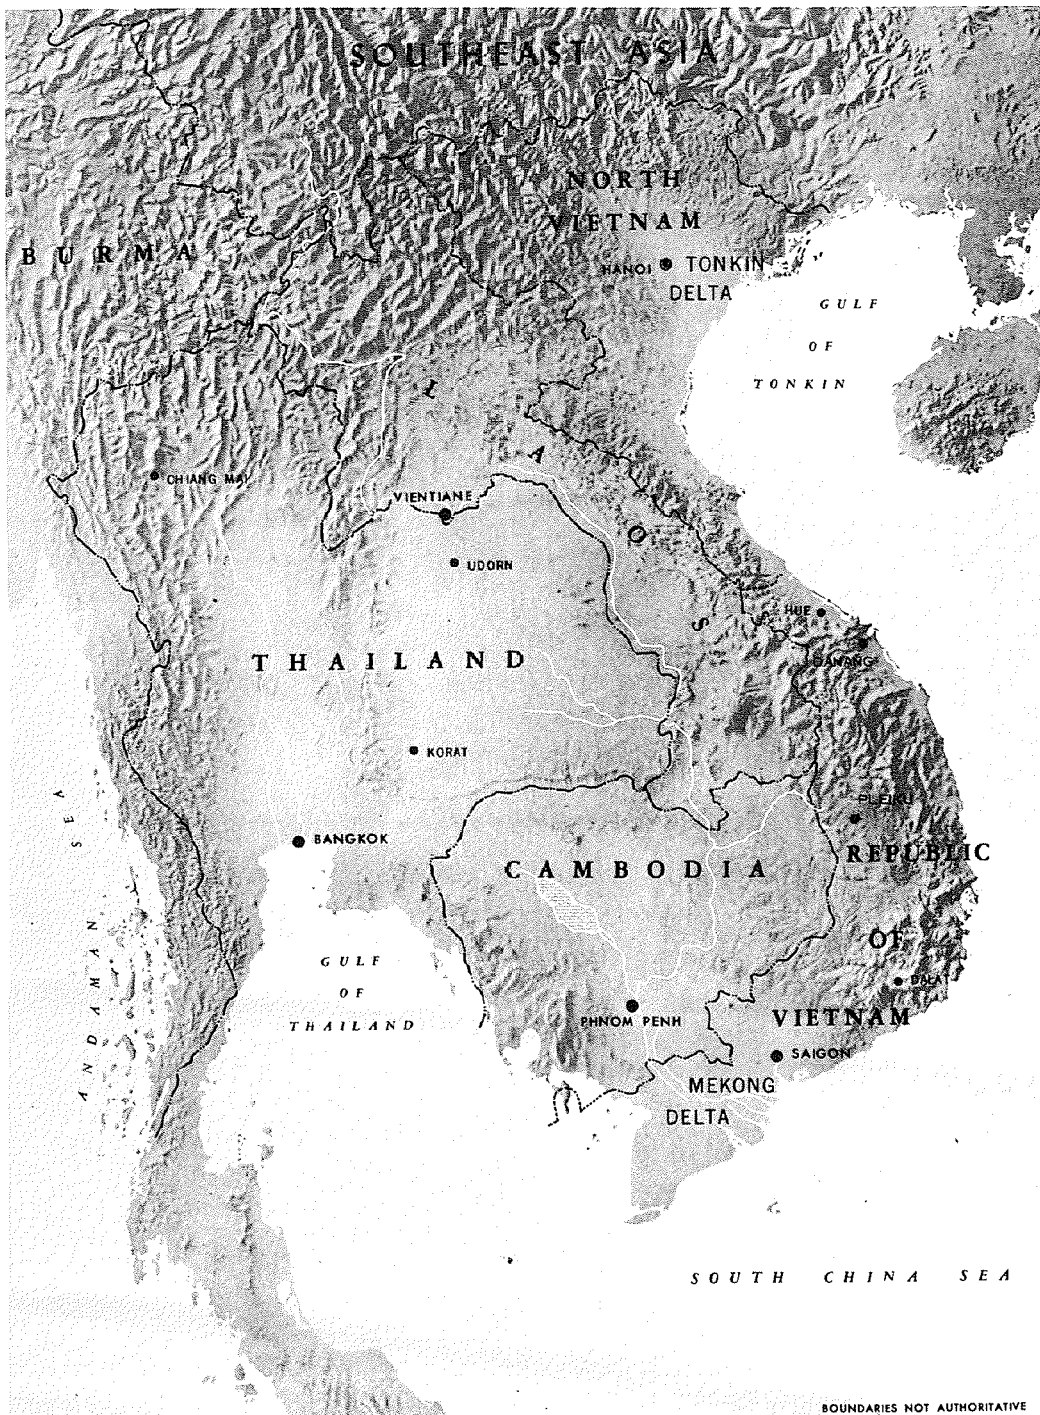 SOUTHEAST ASIA
NORTH
VIETNAM
BURMA
HANOI
TONKIN
DELTA
GULF
OF
TONKIN
LAOS
CHIANG MAI
VIENTIANE
UDORN
HUE
DANANG
THAILAND
KORAT
PLEIKU
BANGKOK
CAMBODIA
REPUBLIC
OF
VIETNAM
ANDAMAN SEA
GULF
OF
THAILAND
DALAT
PHNOM PENH
SAIGON
MEKONG
DELTA
SOUTH CHINA SEA
BOUNDARIES NOT AUTHORITATIVE